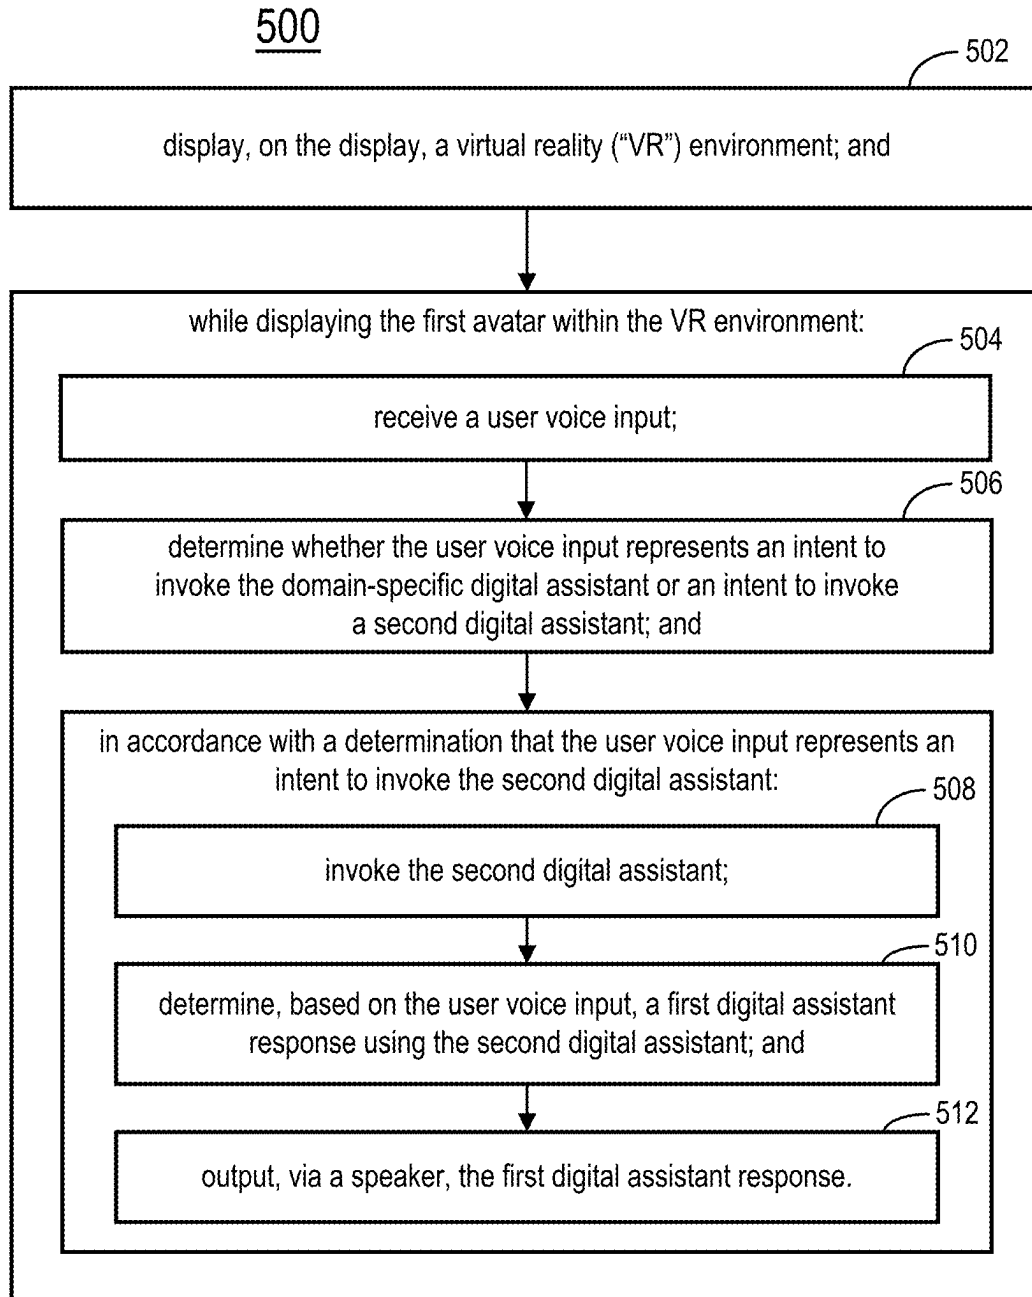 500
502
display, on the display, a virtual reality (“VR”) environment; and
while displaying the first avatar within the VR environment:
504
receive a user voice input;
506
determine whether the user voice input represents an intent to
invoke the domain-specific digital assistant or an intent to invoke
a second digital assistant; and
in accordance with a determination that the user voice input represents an
intent to invoke the second digital assistant:
508
invoke the second digital assistant;
510
determine, based on the user voice input, a first digital assistant
response using the second digital assistant; and
512
output, via a speaker, the first digital assistant response.